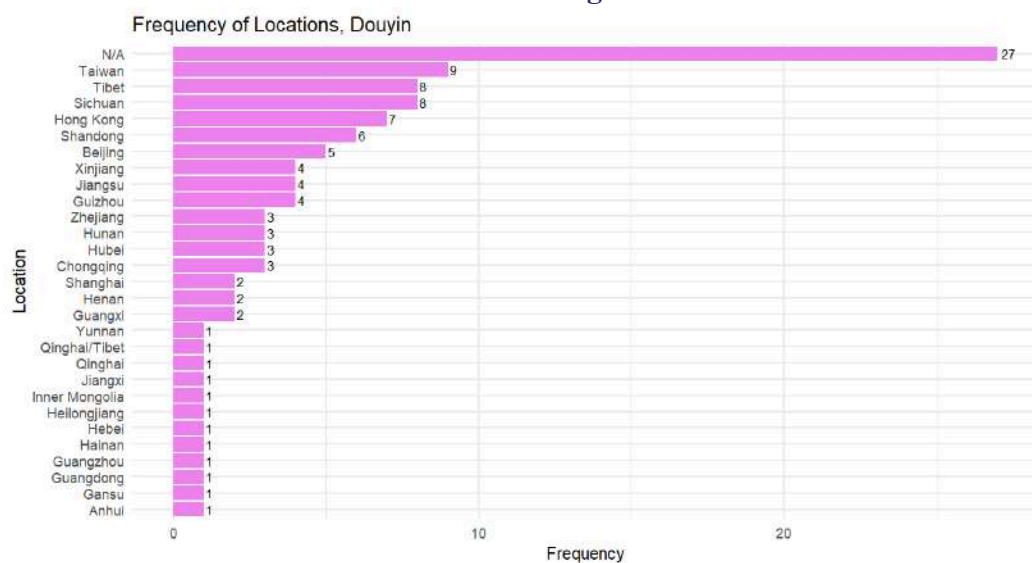 Frequency of Locations, Douyin
N/A 27
Taiwan 9
Tibet 8
Sichuan 8
Hong Kong 7
Shandong 6
Beijing 5
Xinjiang 4
Jiangsu 4
Guizhou 4
Zhejiang 3
Hunan 3
Hubei 3
Chongqing 3
Shanghai 2
Henan 2
Guangxi 2
Yunnan 1
Qinghai/Tibet 1
Qinghai 1
Jiangxi 1
Inner Mongolia 1
Heilongjiang 1
Hebei 1
Hainan 1
Guangzhou 1
Guangdong 1
Gansu 1
Anhui 1
Location
0 10 20
Frequency